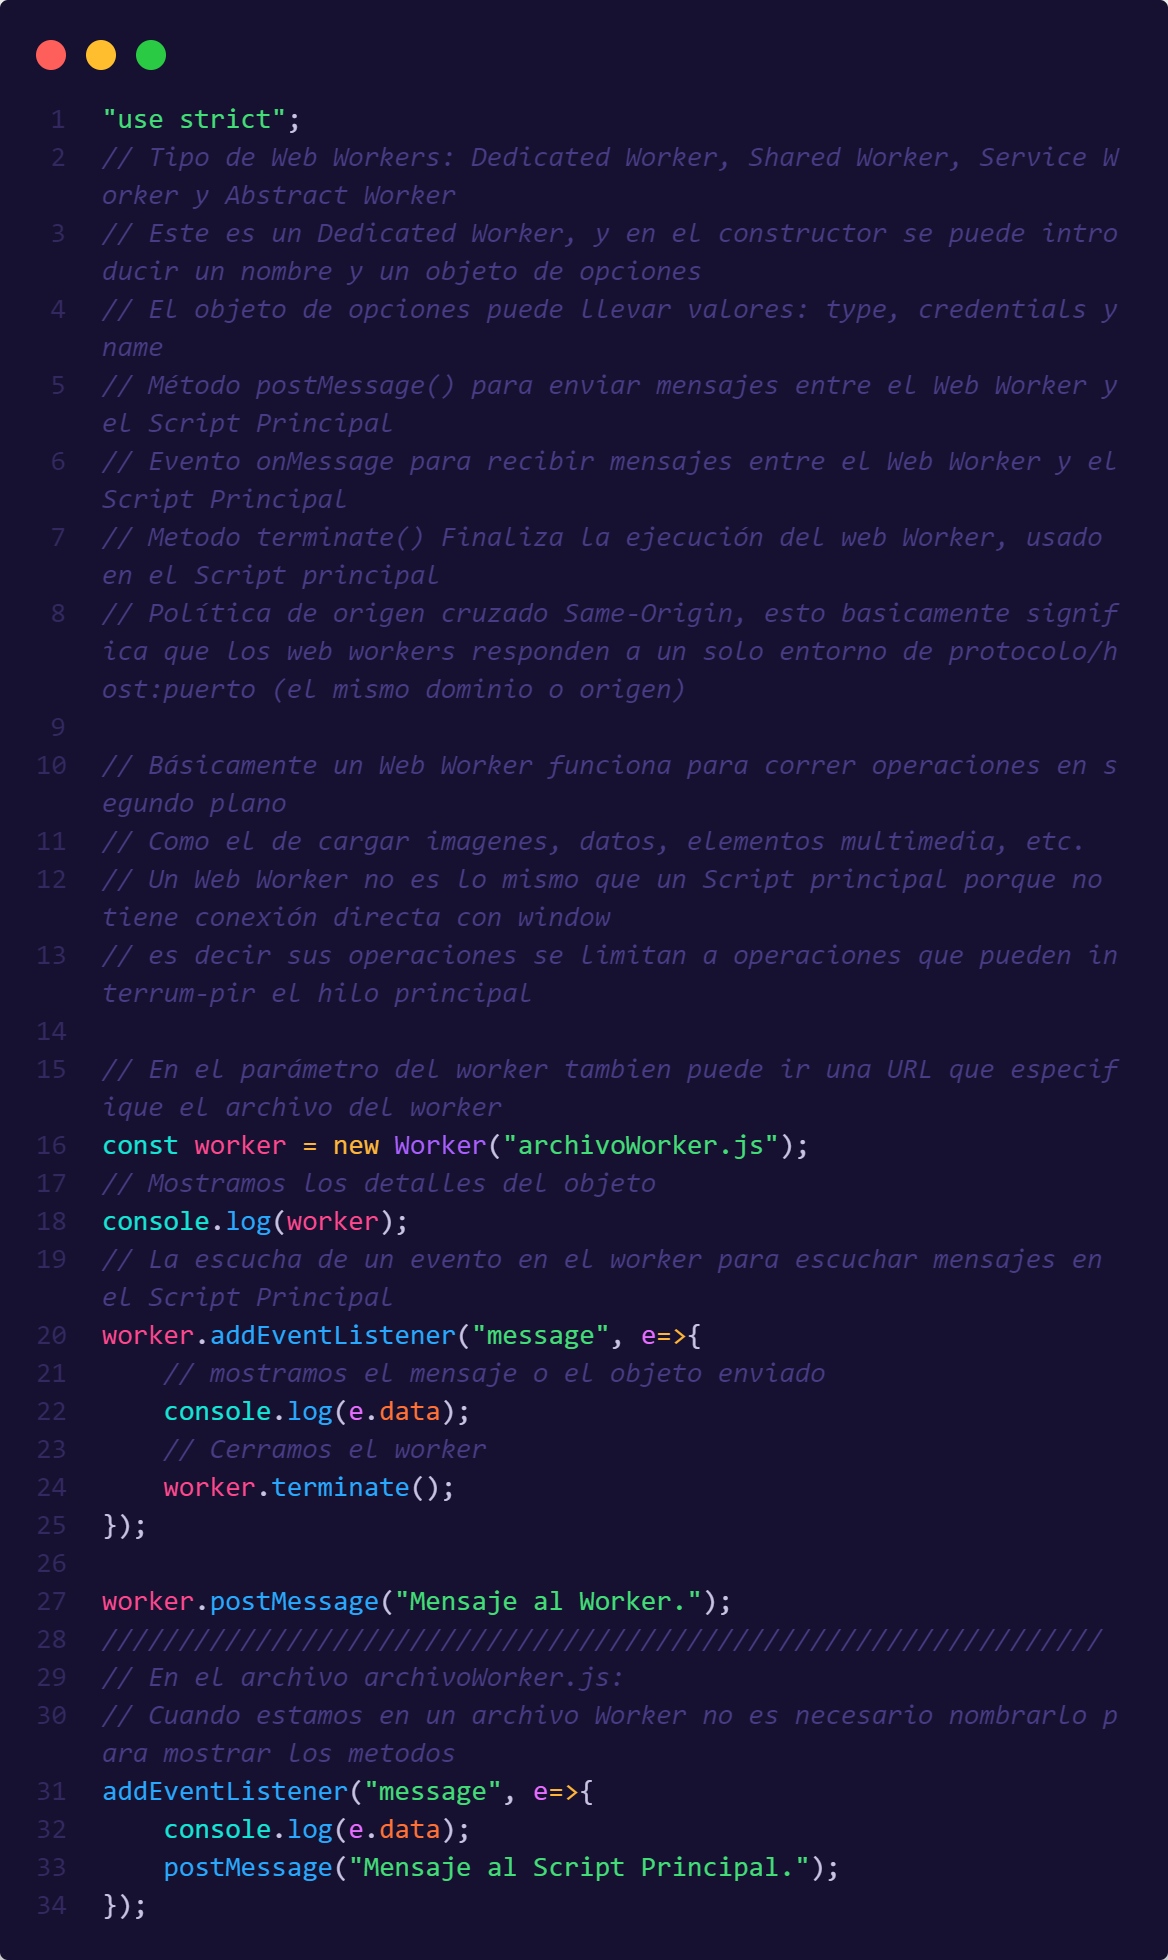 1 "use strict";
2 // Tipo de Web Workers: Dedicated Worker, Shared Worker, Service W
orker y Abstract Worker
3 // Este es un Dedicated Worker, y en el constructor se puede intro
ducir un nombre y un objeto de opciones
4 // El objeto de opciones puede llevar valores: type, credentials y
name
5 // Método postMessage() para enviar mensajes entre el Web Worker y
el Script Principal
6 // Evento onMessage para recibir mensajes entre el Web Worker y el
Script Principal
7 // Metodo terminate() Finaliza la ejecución del web Worker, usado
en el Script principal
8 // Política de origen cruzado Same-Origin, esto basicamente signif
ica que los web workers responden a un solo entorno de protocolo/h
ost:puerto (el mismo dominio o origen)
9
10 // Básicamente un Web Worker funciona para correr operaciones en s
egundo plano
11 // Como el de cargar imagenes, datos, elementos multimedia, etc.
12 // Un Web Worker no es lo mismo que un Script principal porque no
tiene conexión directa con window
13 // es decir sus operaciones se limitan a operaciones que pueden in
terrum-pir el hilo principal
14
15 // En el parámetro del worker tambien puede ir una URL que especif
ique el archivo del worker
16 const worker = new Worker("archivoWorker.js");
17 // Mostramos los detalles del objeto
18 console.log(worker);
19 // La escucha de un evento en el worker para escuchar mensajes en
el Script Principal
20 worker.addEventListener("message", e=>{
21     // mostramos el mensaje o el objeto enviado
22     console.log(e.data);
23     // Cerramos el worker
24     worker.terminate();
25 });
26
27 worker.postMessage("Mensaje al Worker.");
28 /////////////////////////////////////////////////////////////////
29 // En el archivo archivoWorker.js:
30 // Cuando estamos en un archivo Worker no es necesario nombrarlo p
ara mostrar los metodos
31 addEventListener("message", e=>{
32     console.log(e.data);
33     postMessage("Mensaje al Script Principal.");
34 });